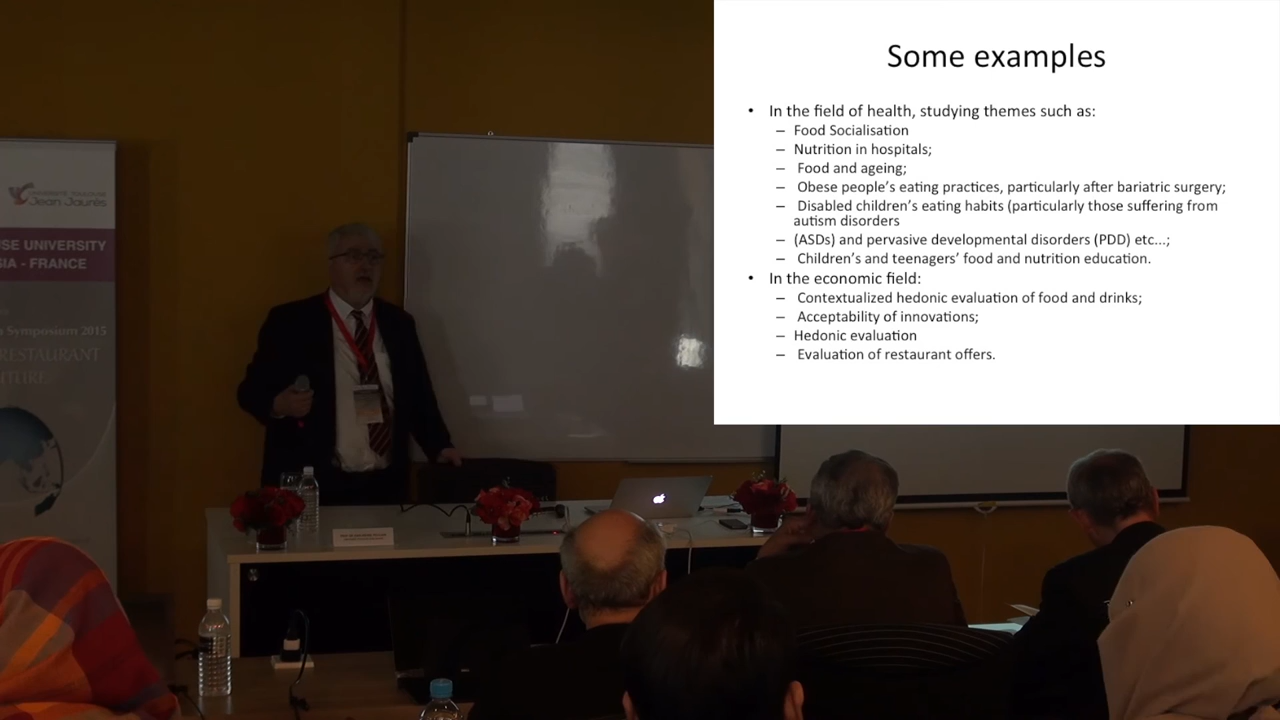 Jean Jaurès
SE UNIVERSITY
SIA - FRANCE
Symposium 2015
RESTAURANT
Some examples
• In the field of health, studying themes such as:
– Food Socialisation
– Nutrition in hospitals;
– Food and ageing;
– Obese people’s eating practices, particularly after bariatric surgery;
– Disabled children’s eating habits (particularly those suffering from
autism disorders
– (ASDs) and pervasive developmental disorders (PDD) etc...;
– Children’s and teenagers’ food and nutrition education.
• In the economic field:
– Contextualized hedonic evaluation of food and drinks;
– Acceptability of innovations;
– Hedonic evaluation
– Evaluation of restaurant offers.